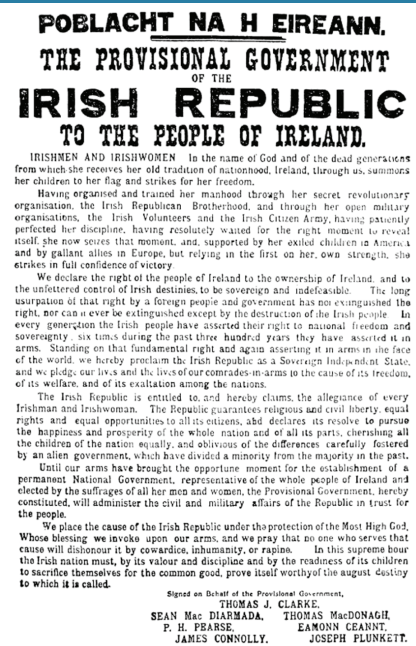 POBLACHT NA H EIREANN.
THE PROVISIONAL GOVERNMENT
OF THE
IRISH REPUBLIC
TO THE PEOPLE OF IRELAND.
IRISHMEN AND IRISHWOMEN In the name of God and of the dead generations
from which she receives her old tradition of nationhood, Ireland, through us, summons
her children to her flag and strikes for her freedom.
Having organised and trained her manhood through her secret revolutionary
organisation, the Irish Republican Brotherhood, and through her open military
organisations, the Irish Volunteers and the Irish Citizen Army, having patiently
perfected her discipline, having resolutely waited for the right moment to reveal
itself, she now seizes that moment, and, supported by her exiled children in America
and by gallant allies in Europe, but relying in the first on her own strength, she
strikes in full confidence of victory.
We declare the right of the people of Ireland to the ownership of Ireland, and to
the unfettered control of Irish destinies, to be sovereign and indefeasible. The long
usurpation of that right by a foreign people and government has not extinguished the
right, nor can it ever be extinguished except by the destruction of the Irish people. In
every generation the Irish people have asserted their right to national freedom and
sovereignty; six times during the past three hundred years they have asserted it in
arms. Standing on that fundamental right and again asserting it in arms in the face
of the world, we hereby proclaim the Irish Republic as a Sovereign Independent State,
and we pledge our lives and the lives of our comrades-in-arms to the cause of its freedom,
of its welfare, and of its exaltation among the nations.
The Irish Republic is entitled to, and hereby claims, the allegiance of every
Irishman and Irishwoman. The Republic guarantees religious and civil liberty, equal
rights and equal opportunities to all its citizens, and declares its resolve to pursue
the happiness and prosperity of the whole nation and of all its parts, cherishing all
the children of the nation equally, and oblivious of the differences carefully fostered
by an alien government, which have divided a minority from the majority in the past.
Until our arms have brought the opportune moment for the establishment of a
permanent National Government, representative of the whole people of Ireland and
elected by the suffrages of all her men and women, the Provisional Government, hereby
constituted, will administer the civil and military affairs of the Republic in trust for
the people.
We place the cause of the Irish Republic under the protection of the Most High God,
Whose blessing we invoke upon our arms, and we pray that no one who serves that
cause will dishonour it by cowardice, inhumanity, or rapine. In this supreme hour
the Irish nation must, by its valour and discipline and by the readiness of its children
to sacrifice themselves for the common good, prove itself worthy of the august destiny
to which it is called.
Signed on Behalf of the Provisional Government,
THOMAS J. CLARKE,
SEAN Mac DIARMADA, THOMAS MacDONAGH,
P. H. PEARSE, EAMONN CEANNT,
JAMES CONNOLLY, JOSEPH PLUNKETT.